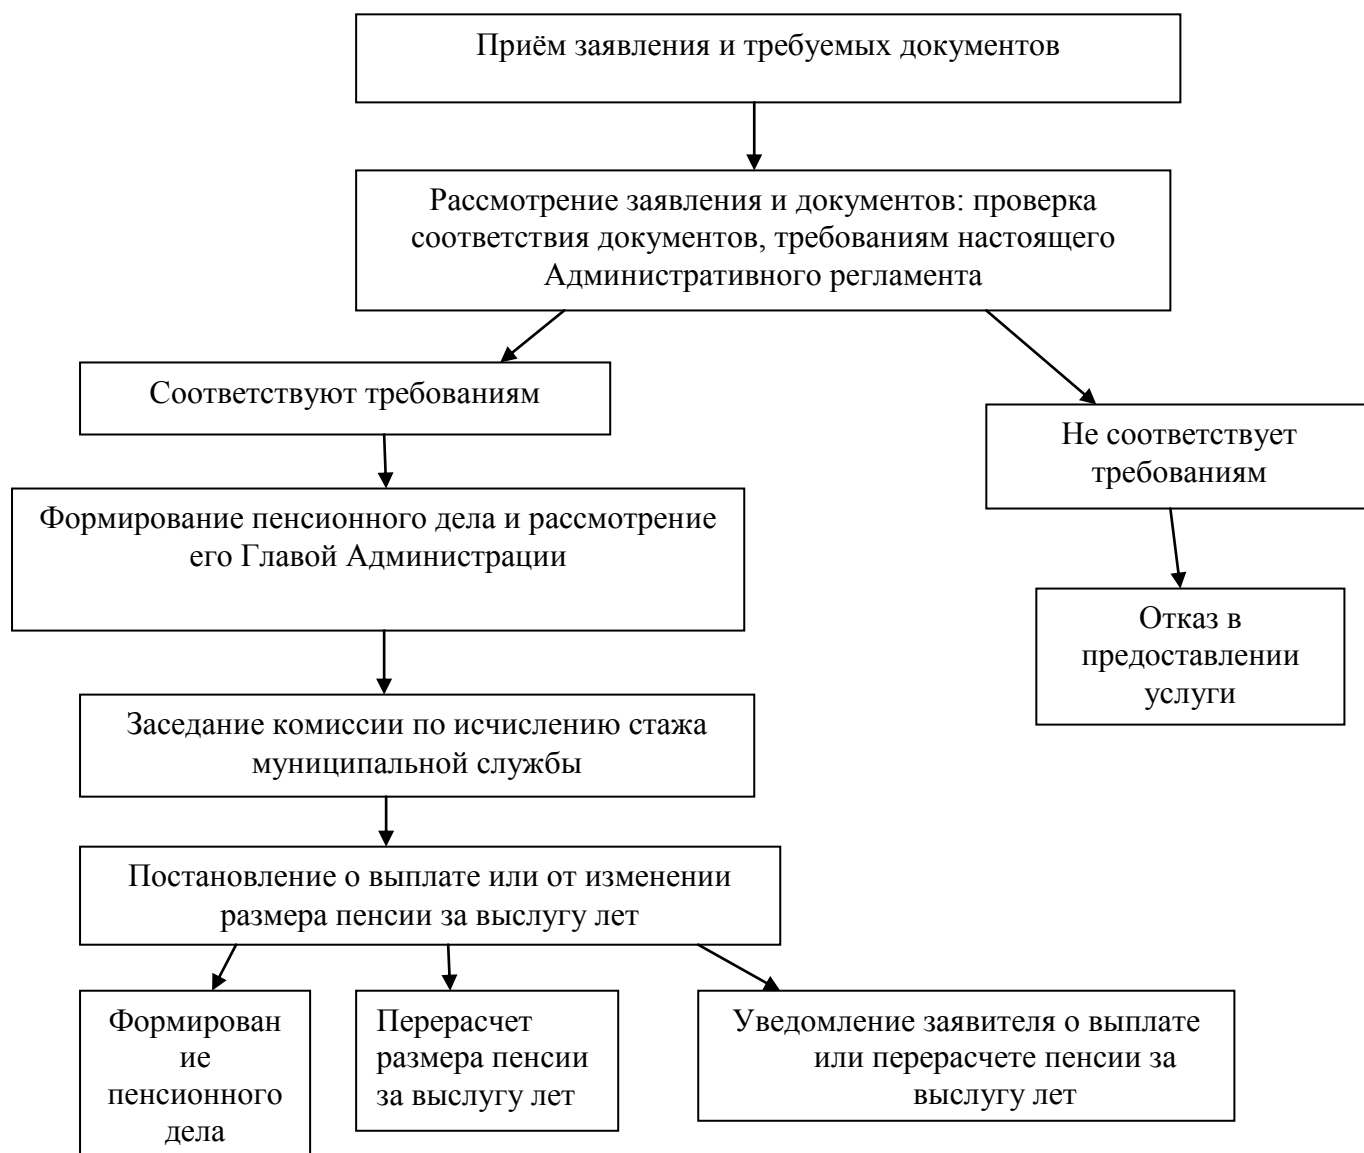 Приём заявления и требуемых документов
Рассмотрение заявления и документов: проверка
соответствия документов, требованиям настоящего
Административного регламента
Соответствуют требованиям
Не соответствует
требованиям
Формирование пенсионного дела и рассмотрение
его Главой Администрации
Отказ в
предоставлении
услуги
Заседание комиссии по исчислению стажа
муниципальной службы
Постановление о выплате или от изменении
размера пенсии за выслугу лет
Формирован
ие
пенсионного
дела
Перерасчет
размера пенсии
за выслугу лет
Уведомление заявителя о выплате
или перерасчете пенсии за
выслугу лет